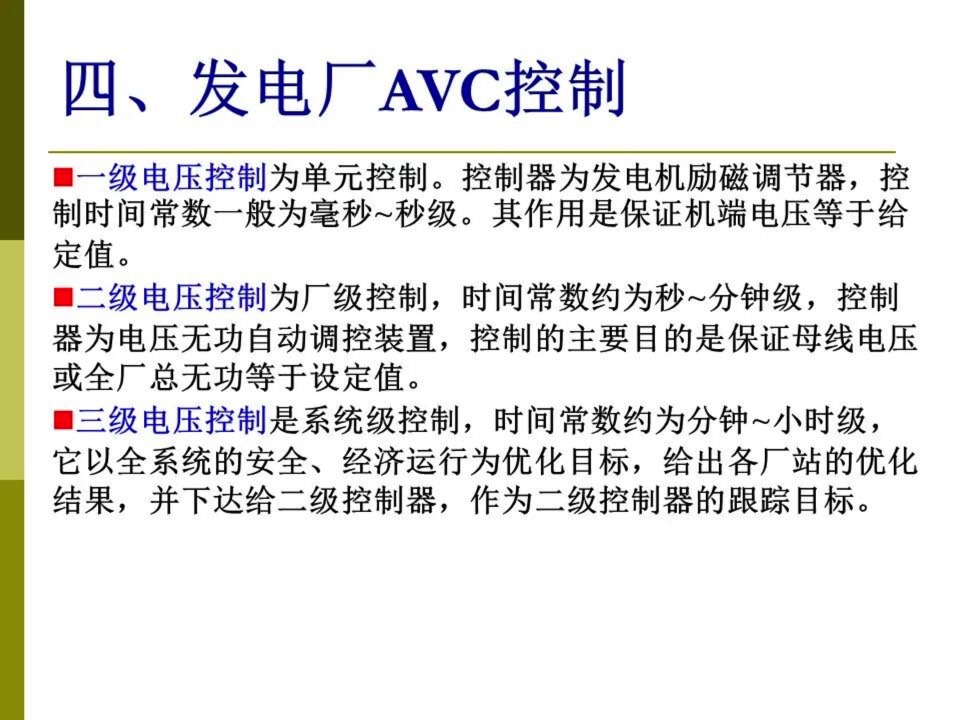 四、发电厂AVC控制
一级电压控制为单元控制。控制器为发电机励磁调节器，控
制时间常数一般为毫秒~秒级。其作用是保证机端电压等于给
定值。
二级电压控制为厂级控制，时间常数约为秒~分钟级，控制
器为电压无功自动调控装置，控制的主要目的是保证母线电压
或全厂总无功等于设定值。
三级电压控制是系统级控制，时间常数约为分钟~小时级，
它以全系统的安全、经济运行为优化目标，给出各厂站的优化
结果，并下达给二级控制器，作为二级控制器的跟踪目标。